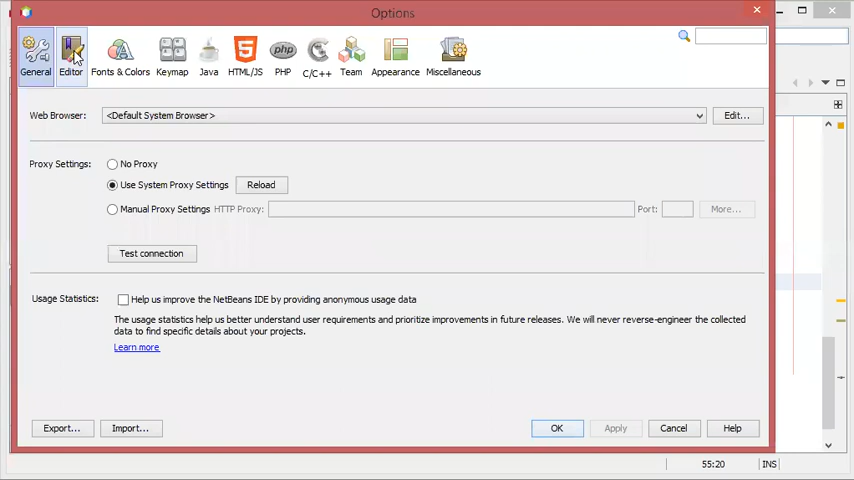 Options
General
Editor
Fonts & Colors
Keymap
Java
HTML/JS
PHP
C/C++
Team
Appearance
Miscellaneous
Web Browser: <Default System Browser> Edit...
Proxy Settings: No Proxy
Use System Proxy Settings Reload
Manual Proxy Settings HTTP Proxy: Port: More...
Test connection
Usage Statistics: Help us improve the NetBeans IDE by providing anonymous usage data
The usage statistics help us better understand user requirements and prioritize improvements in future releases. We will never reverse-engineer the collected
data to find specific details about your projects.
Learn more
Export... Import... OK Apply Cancel Help
55:20 INS